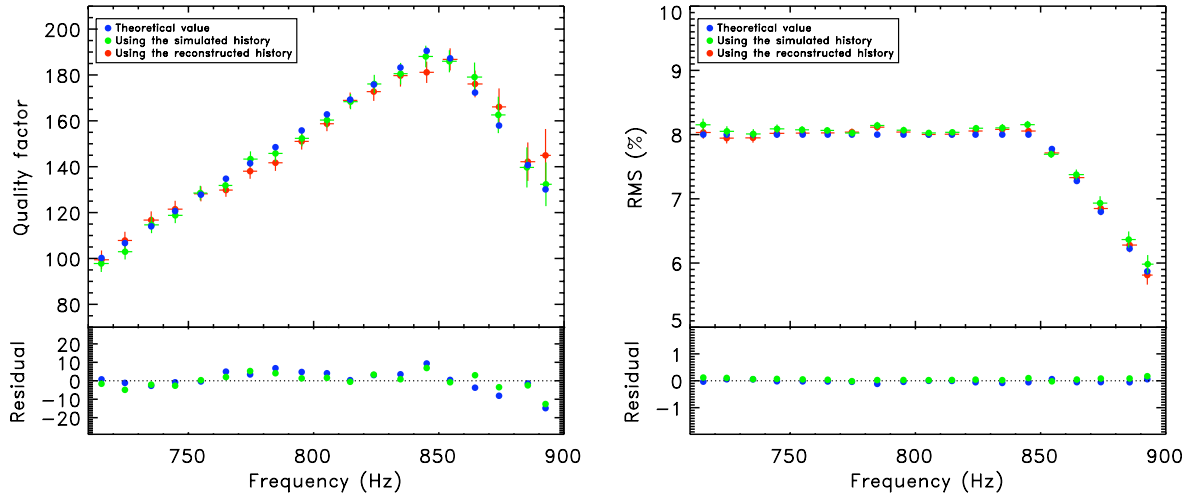 Theoretical value
Using the simulated history
Using the reconstructed history
Quality factor
200
180
160
140
120
100
80
Residual
20
10
0
−10
−20
750
800
850
900
Frequency (Hz)
Theoretical value
Using the simulated history
Using the reconstructed history
RMS (%)
10
9
8
7
6
5
Residual
1
0
−1
750
800
850
900
Frequency (Hz)